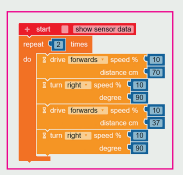 + start show sensor data
repeat 2 times
do drive forwards speed % 10
distance cm 70
turn right speed % 10
degree 90
drive forwards speed % 10
distance cm 37
turn right speed % 10
degree 90